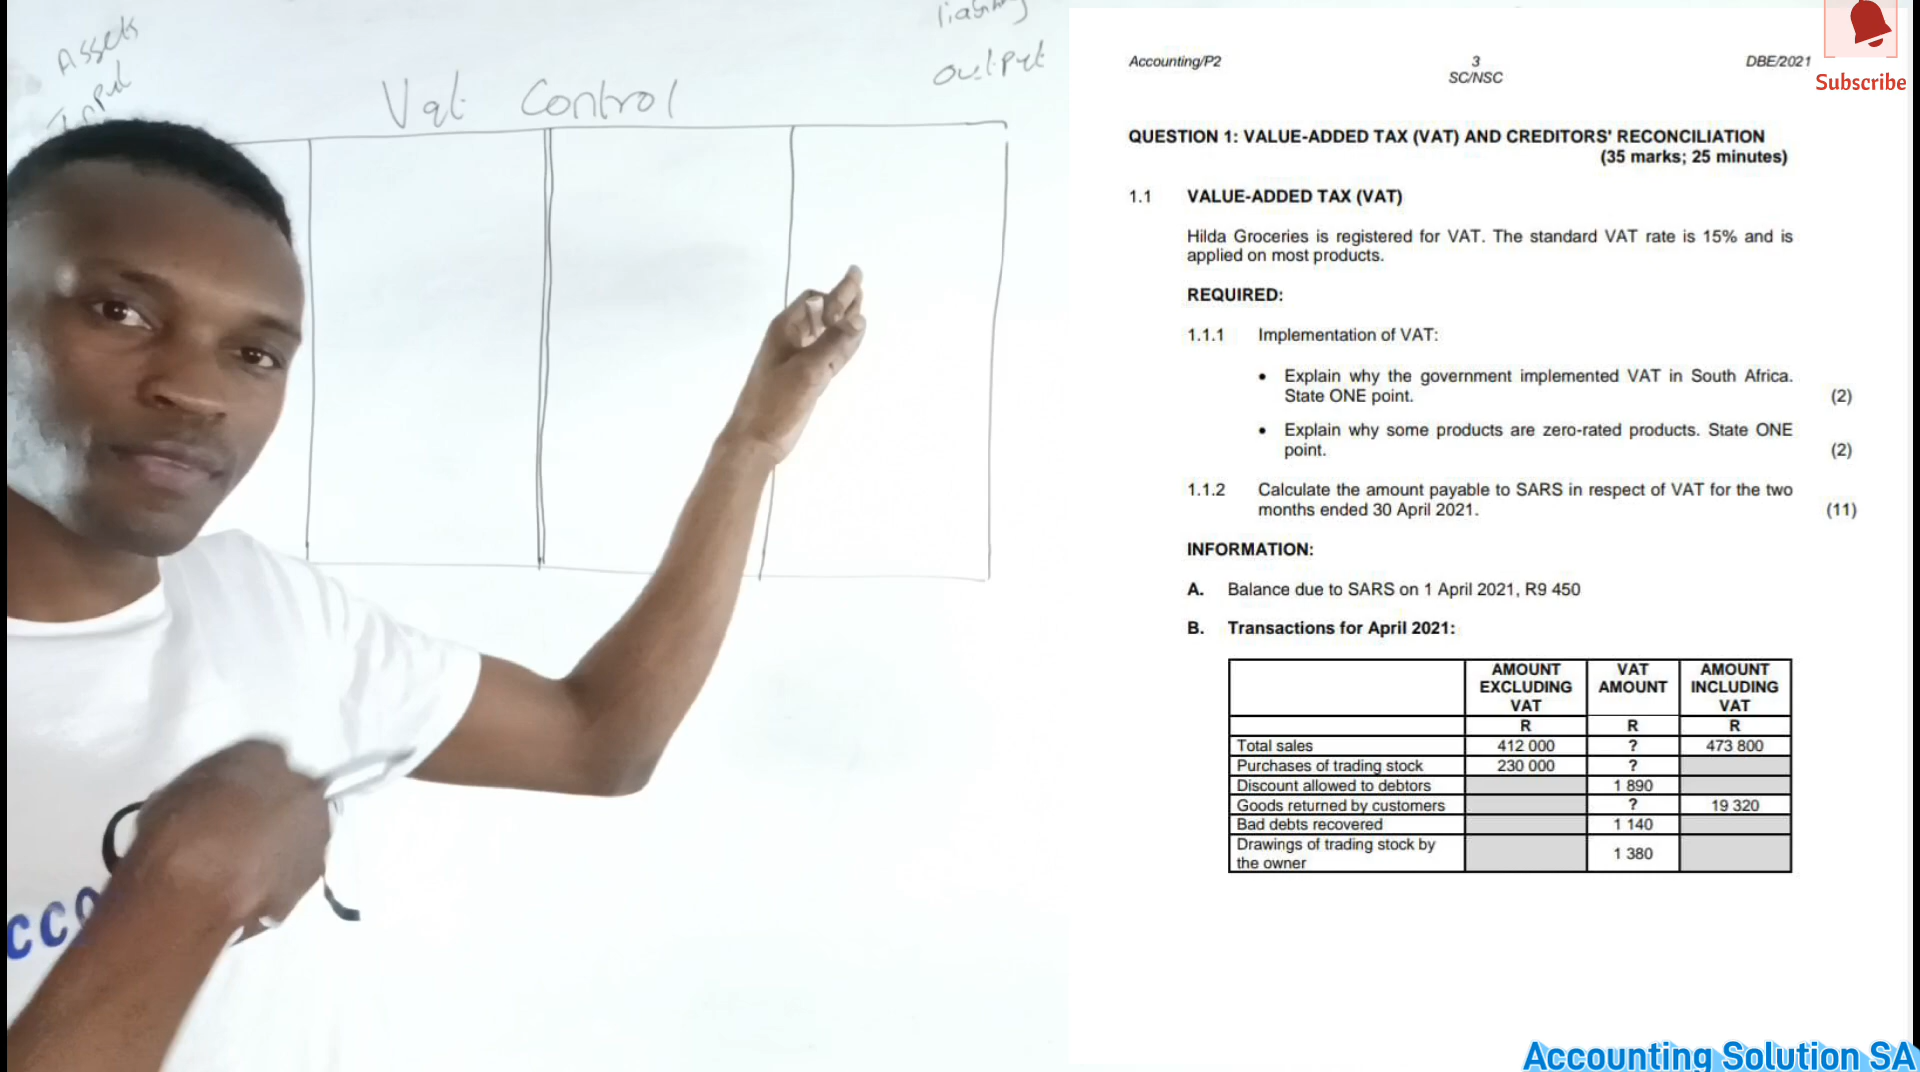 Assets
Input
Vat Control
liability
output
Subscribe
Accounting/P2 3 DBE/2021
SC/NSC
QUESTION 1: VALUE-ADDED TAX (VAT) AND CREDITORS' RECONCILIATION
(35 marks; 25 minutes)
1.1 VALUE-ADDED TAX (VAT)
Hilda Groceries is registered for VAT. The standard VAT rate is 15% and is
applied on most products.
REQUIRED:
1.1.1 Implementation of VAT:
• Explain why the government implemented VAT in South Africa.
State ONE point. (2)
• Explain why some products are zero-rated products. State ONE
point. (2)
1.1.2 Calculate the amount payable to SARS in respect of VAT for the two
months ended 30 April 2021. (11)
INFORMATION:
A. Balance due to SARS on 1 April 2021, R9 450
B. Transactions for April 2021:
AMOUNT EXCLUDING VAT VAT AMOUNT AMOUNT INCLUDING VAT
R R R
Total sales 412 000 ? 473 800
Purchases of trading stock 230 000 ?
Discount allowed to debtors 1 890
Goods returned by customers ? 19 320
Bad debts recovered 1 140
Drawings of trading stock by
the owner 1 380
Accounting Solution SA